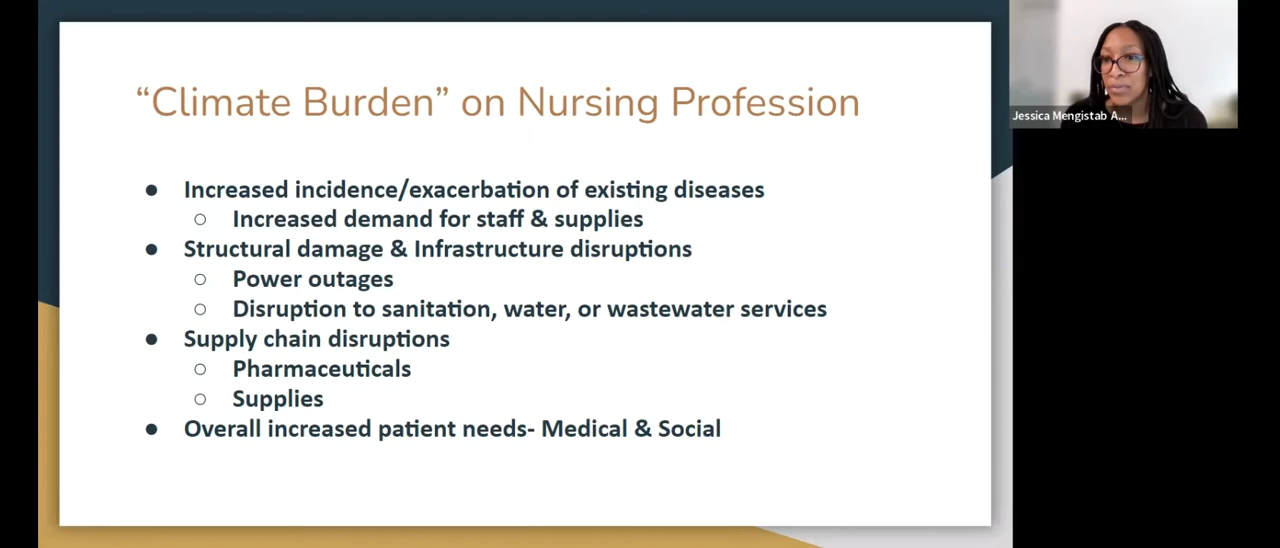 “Climate Burden” on Nursing Profession
● Increased incidence/exacerbation of existing diseases
○ Increased demand for staff & supplies
● Structural damage & Infrastructure disruptions
○ Power outages
○ Disruption to sanitation, water, or wastewater services
● Supply chain disruptions
○ Pharmaceuticals
○ Supplies
● Overall increased patient needs- Medical & Social
Jessica Mengistab A...